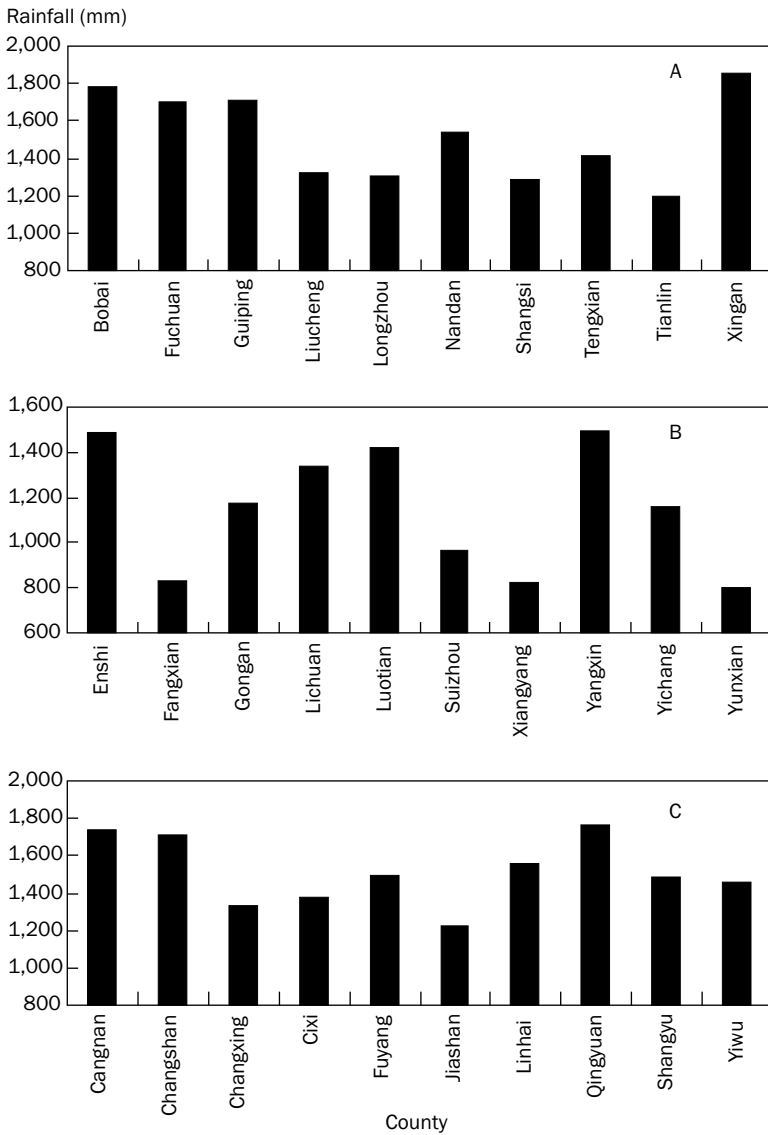 Rainfall (mm)
2,000
1,800
1,600
1,400
1,200
1,000
800
A
Bobai
Fuchuan
Guiping
Liucheng
Longzhou
Nandan
Shangsi
Tengxian
Tianlin
Xingan
1,600
1,400
1,200
1,000
800
600
B
Enshi
Fangxian
Gongan
Lichuan
Luotian
Suizhou
Xiangyang
Yangxin
Yichang
Yunxian
2,000
1,800
1,600
1,400
1,200
1,000
800
C
Cangnan
Changshan
Changxing
Cixi
Fuyang
Jiashan
Linhai
Qingyuan
Shangyu
Yiwu
County